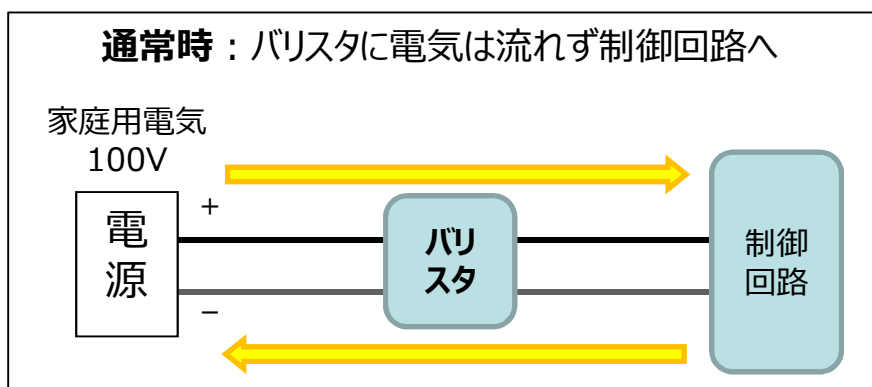 通常時：バリスタに電気は流れず制御回路へ
家庭用電気
100V
電
源
+
−
バリ
スタ
制御
回路